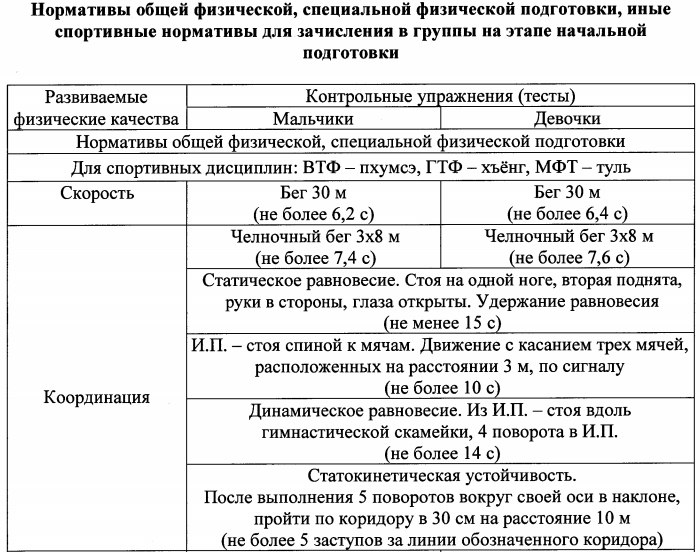 Нормативы общей физической, специальной физической подготовки, иные
спортивные нормативы для зачисления в группы на этапе начальной
подготовки
Развиваемые
физические качества
Контрольные упражнения (тесты)
Мальчики
Девочки
Нормативы общей физической, специальной физической подготовки
Для спортивных дисциплин: ВТФ – пхумсэ, ГТФ – хъёнг, МФТ – туль
Скорость
Бег 30 м
(не более 6,2 с)
Бег 30 м
(не более 6,4 с)
Координация
Челночный бег 3х8 м
(не более 7,4 с)
Челночный бег 3х8 м
(не более 7,6 с)
Статическое равновесие. Стоя на одной ноге, вторая поднята,
руки в стороны, глаза открыты. Удержание равновесия
(не менее 15 с)
И.П. – стоя спиной к мячам. Движение с касанием трех мячей,
расположенных на расстоянии 3 м, по сигналу
(не более 10 с)
Динамическое равновесие. Из И.П. – стоя вдоль
гимнастической скамейки, 4 поворота в И.П.
(не более 14 с)
Статокинетическая устойчивость.
После выполнения 5 поворотов вокруг своей оси в наклоне,
пройти по коридору в 30 см на расстояние 10 м
(не более 5 заступов за линии обозначенного коридора)